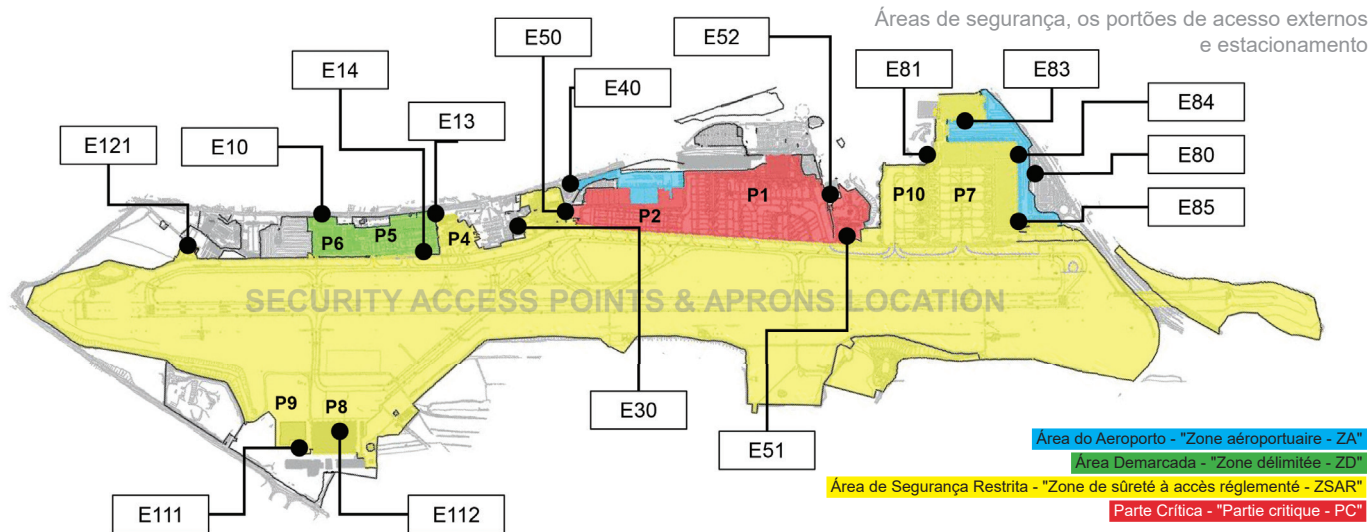 Áreas de segurança, os portões de acesso externos
e estacionamento
E50
E52
E14
E81
E83
E40
E84
E13
E121
E10
E80
P10
P7
P1
P2
E85
P6
P5
P4
SECURITY ACCESS POINTS & APRONS LOCATION
P9
P8
E30
E51
E111
E112
Área do Aeroporto - "Zone aéroportuaire - ZA"
Área Demarcada - "Zone délimitée - ZD"
Área de Segurança Restrita - "Zone de sûreté à accès réglementé - ZSAR"
Parte Crítica - "Partie critique - PC"